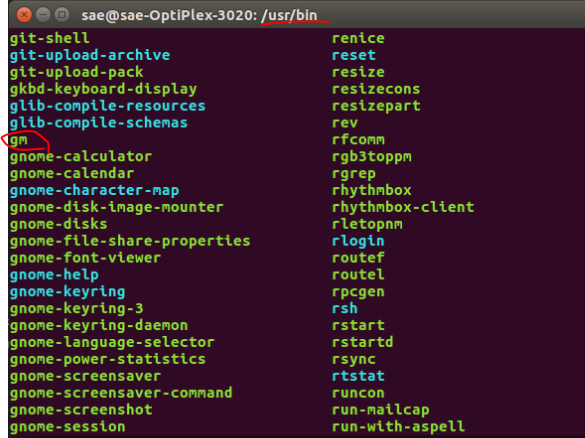 sae@sae-OptiPlex-3020: /usr/bin
git-shell renice
git-upload-archive reset
git-upload-pack resize
gkbd-keyboard-display resizecons
glib-compile-resources resizepart
glib-compile-schemas rev
gm rfcomm
gnome-calculator rgb3toppm
gnome-calendar rgrep
gnome-character-map rhythmbox
gnome-disk-image-mounter rhythmbox-client
gnome-disks rletopnm
gnome-file-share-properties rlogin
gnome-font-viewer routef
gnome-help routel
gnome-keyring rpcgen
gnome-keyring-3 rsh
gnome-keyring-daemon rstart
gnome-language-selector rstartd
gnome-power-statistics rsync
gnome-screensaver rtstat
gnome-screensaver-command runcon
gnome-screenshot run-mailcap
gnome-session run-with-aspell